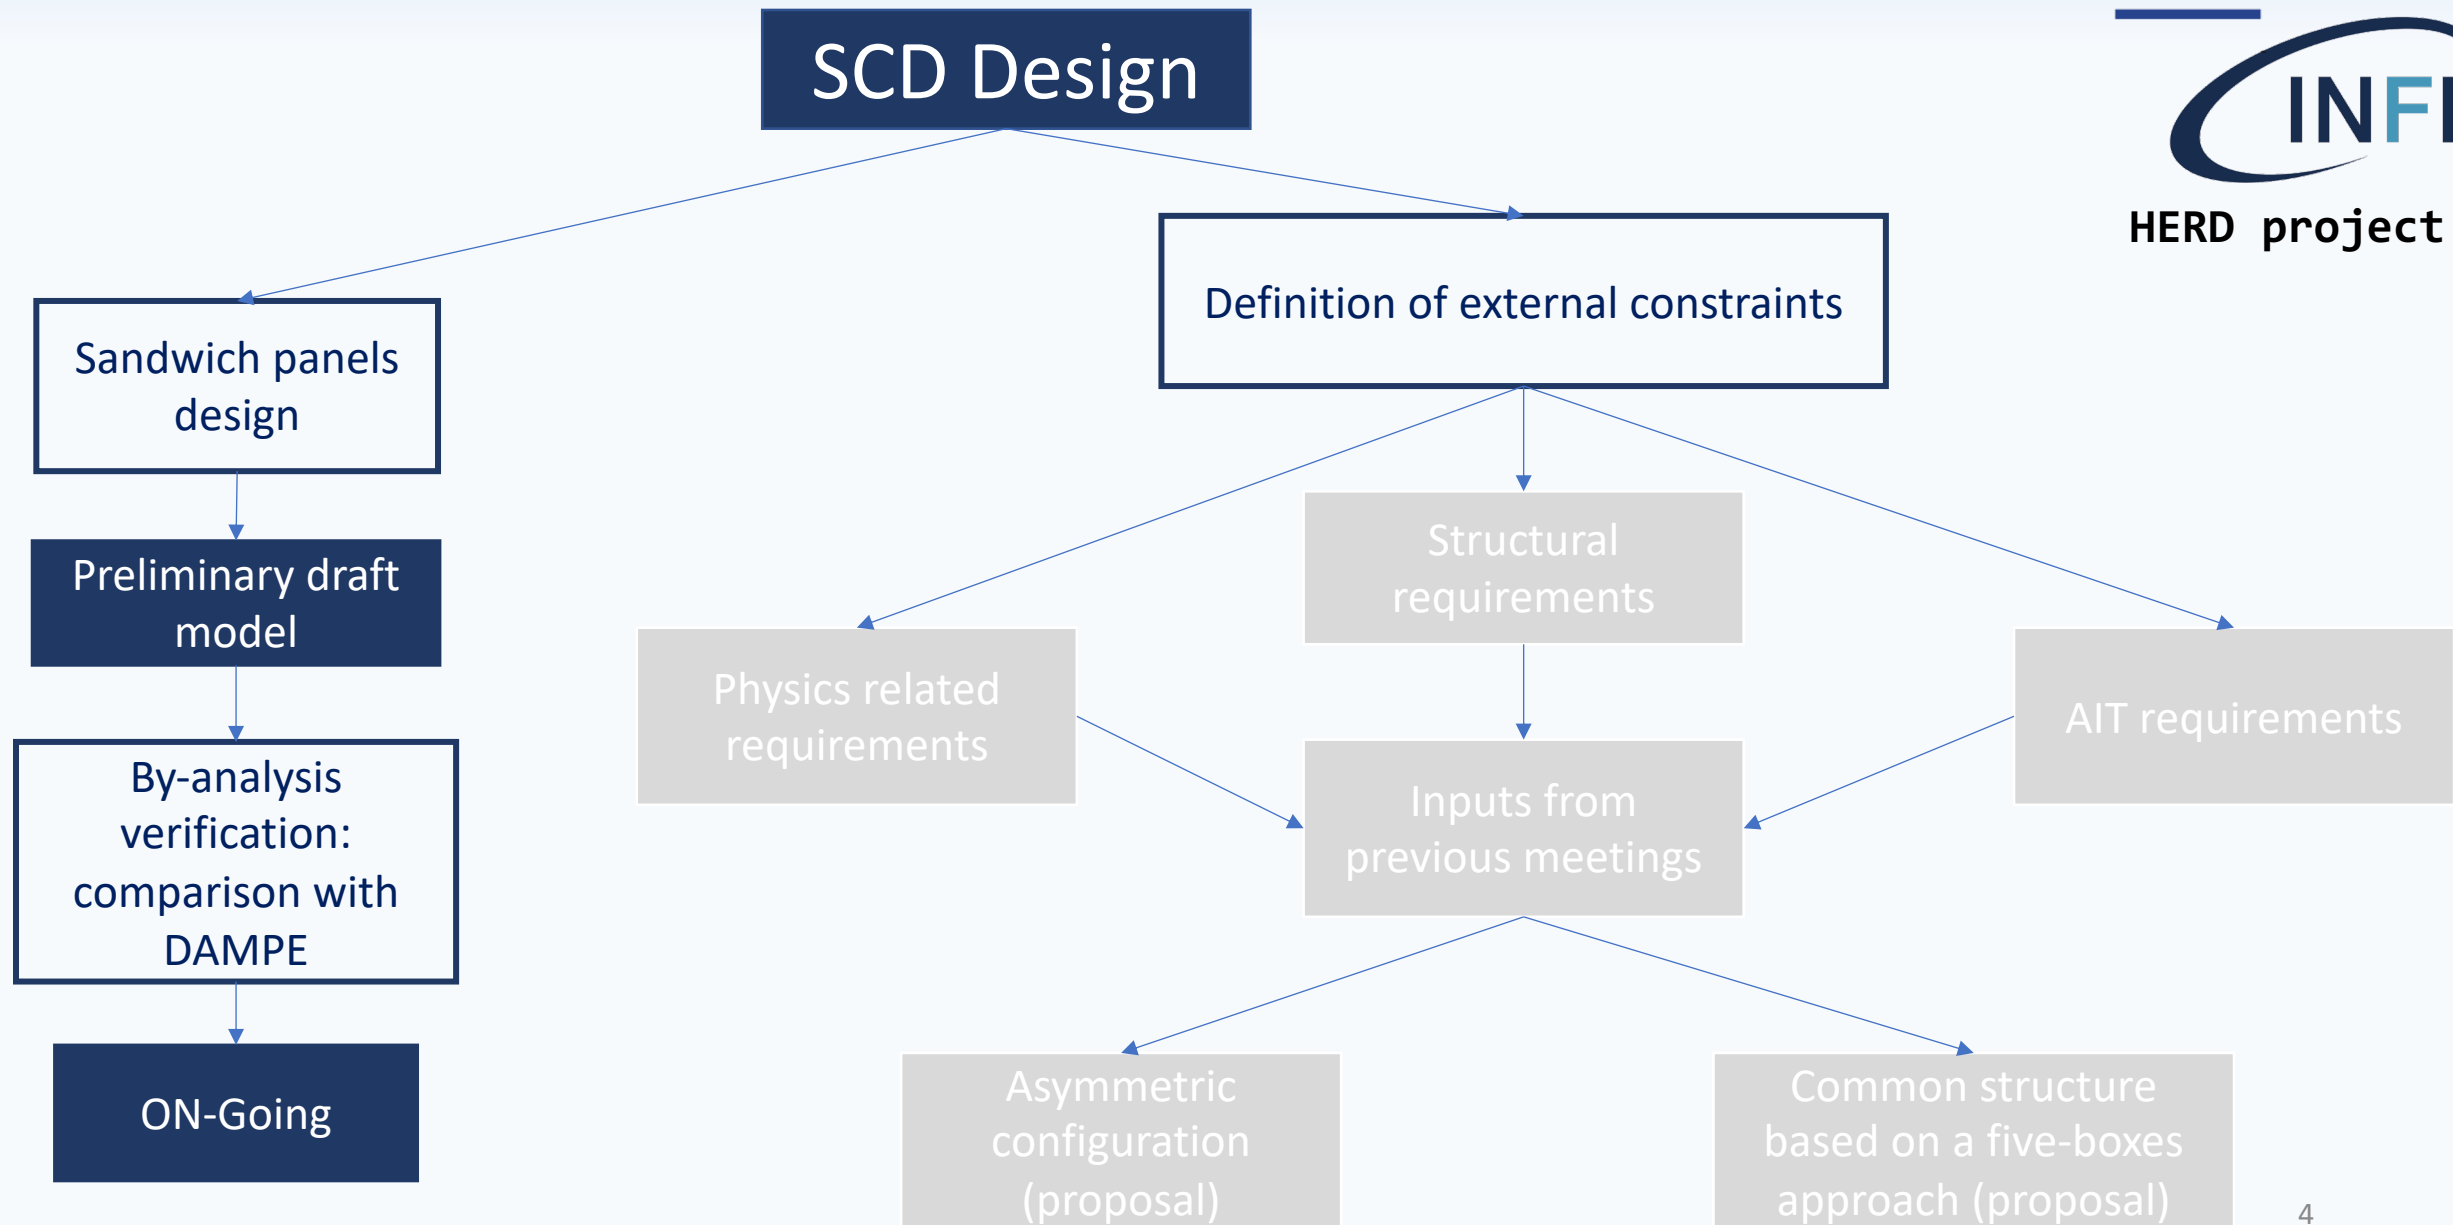 SCD Design
HERD project
Definition of external constraints
Sandwich panels
design
Preliminary draft
model
By-analysis
verification:
comparison with
DAMPE
ON-Going
Structural
requirements
Physics related
requirements
AIT requirements
Inputs from
previous meetings
Asymmetric
configuration
(proposal)
Common structure
based on a five-boxes
approach (proposal)
4